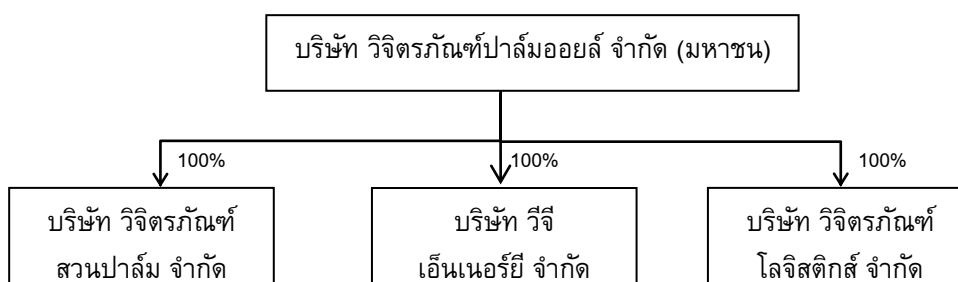 บริษัท วิจิตรภัณฑ์ปาล์มออยล์ จำกัด (มหาชน)
100%
100%
100%
บริษัท วิจิตรภัณฑ์
สวนปาล์ม จำกัด
บริษัท วีจี
เอ็นเนอร์ยี จำกัด
บริษัท วิจิตรภัณฑ์
โลจิสติกส์ จำกัด